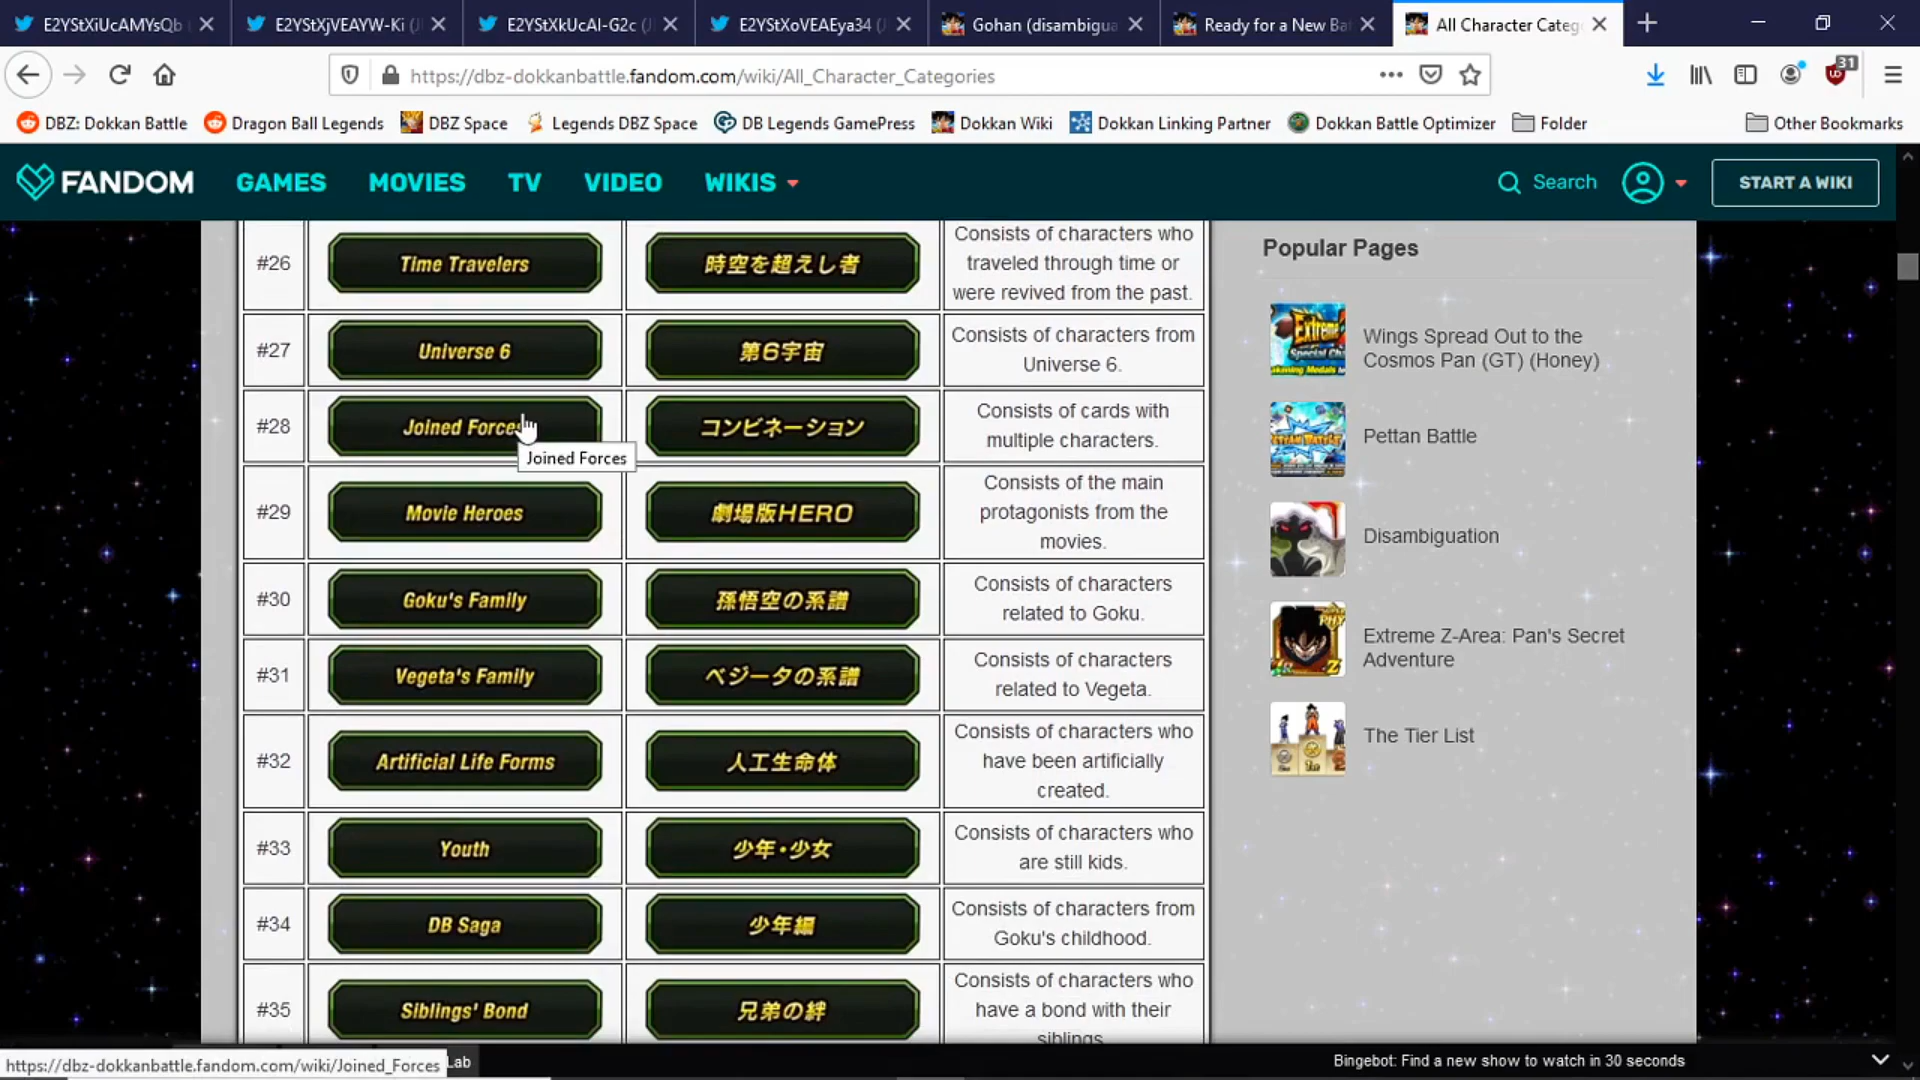 E2YStXiUcAMYsQb (
E2YStXjVEAYW-Ki (J
E2YStXkUcAI-G2c (J
E2YStXoVEAEya34 (J
Gohan (disambigua
Ready for a New Bat
All Character Catego
https://dbz-dokkanbattle.fandom.com/wiki/All_Character_Categories
31
DBZ: Dokkan Battle
Dragon Ball Legends
DBZ Space
Legends DBZ Space
DB Legends GamePress
Dokkan Wiki
Dokkan Linking Partner
Dokkan Battle Optimizer
Folder
Other Bookmarks
FANDOM
GAMES
MOVIES
TV
VIDEO
WIKIS
Search
START A WIKI
#26
Time Travelers
時空を超えし者
Consists of characters who
traveled through time or
were revived from the past.
#27
Universe 6
第6宇宙
Consists of characters from
Universe 6.
#28
Joined Forces
コンビネーション
Consists of cards with
multiple characters.
Joined Forces
#29
Movie Heroes
劇場版HERO
Consists of the main
protagonists from the
movies.
#30
Goku's Family
孫悟空の系譜
Consists of characters
related to Goku.
#31
Vegeta's Family
ベジータの系譜
Consists of characters
related to Vegeta.
#32
Artificial Life Forms
人工生命体
Consists of characters who
have been artificially
created.
#33
Youth
少年・少女
Consists of characters who
are still kids.
#34
DB Saga
少年編
Consists of characters from
Goku's childhood.
#35
Siblings' Bond
兄弟の絆
Consists of characters who
have a bond with their
siblings
Popular Pages
Wings Spread Out to the
Cosmos Pan (GT) (Honey)
Pettan Battle
Disambiguation
Extreme Z-Area: Pan's Secret
Adventure
The Tier List
https://dbz-dokkanbattle.fandom.com/wiki/Joined_Forces
Lab
Bingebot: Find a new show to watch in 30 seconds